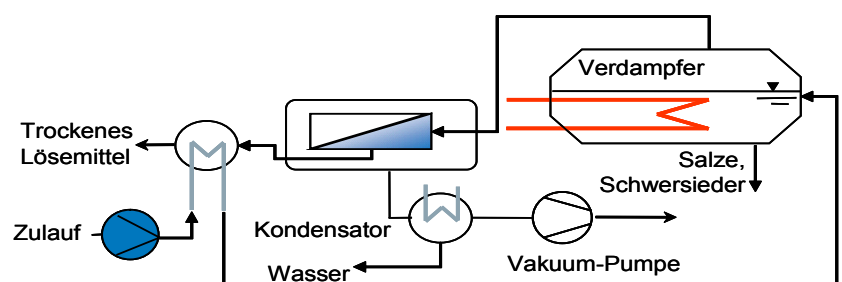 Verdampfer
Trockenes
Lösemittel
Salze,
Schwersieder
Zulauf
Kondensator
Vakuum-Pumpe
Wasser